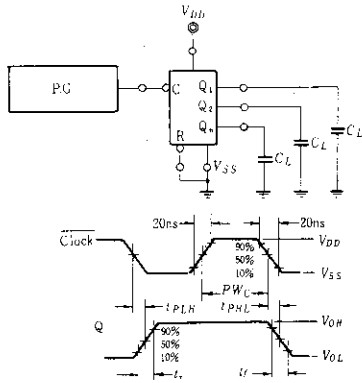 V_DD
P.G
C
Q_1
Q_2
Q_n
R
V_SS
C_L
C_L
C_L
20ns
20ns
Clock
90%
50%
10%
V_DD
V_SS
PW_C
t_PLH
t_PHL
Q
90%
50%
10%
V_OH
V_OL
t_r
t_f